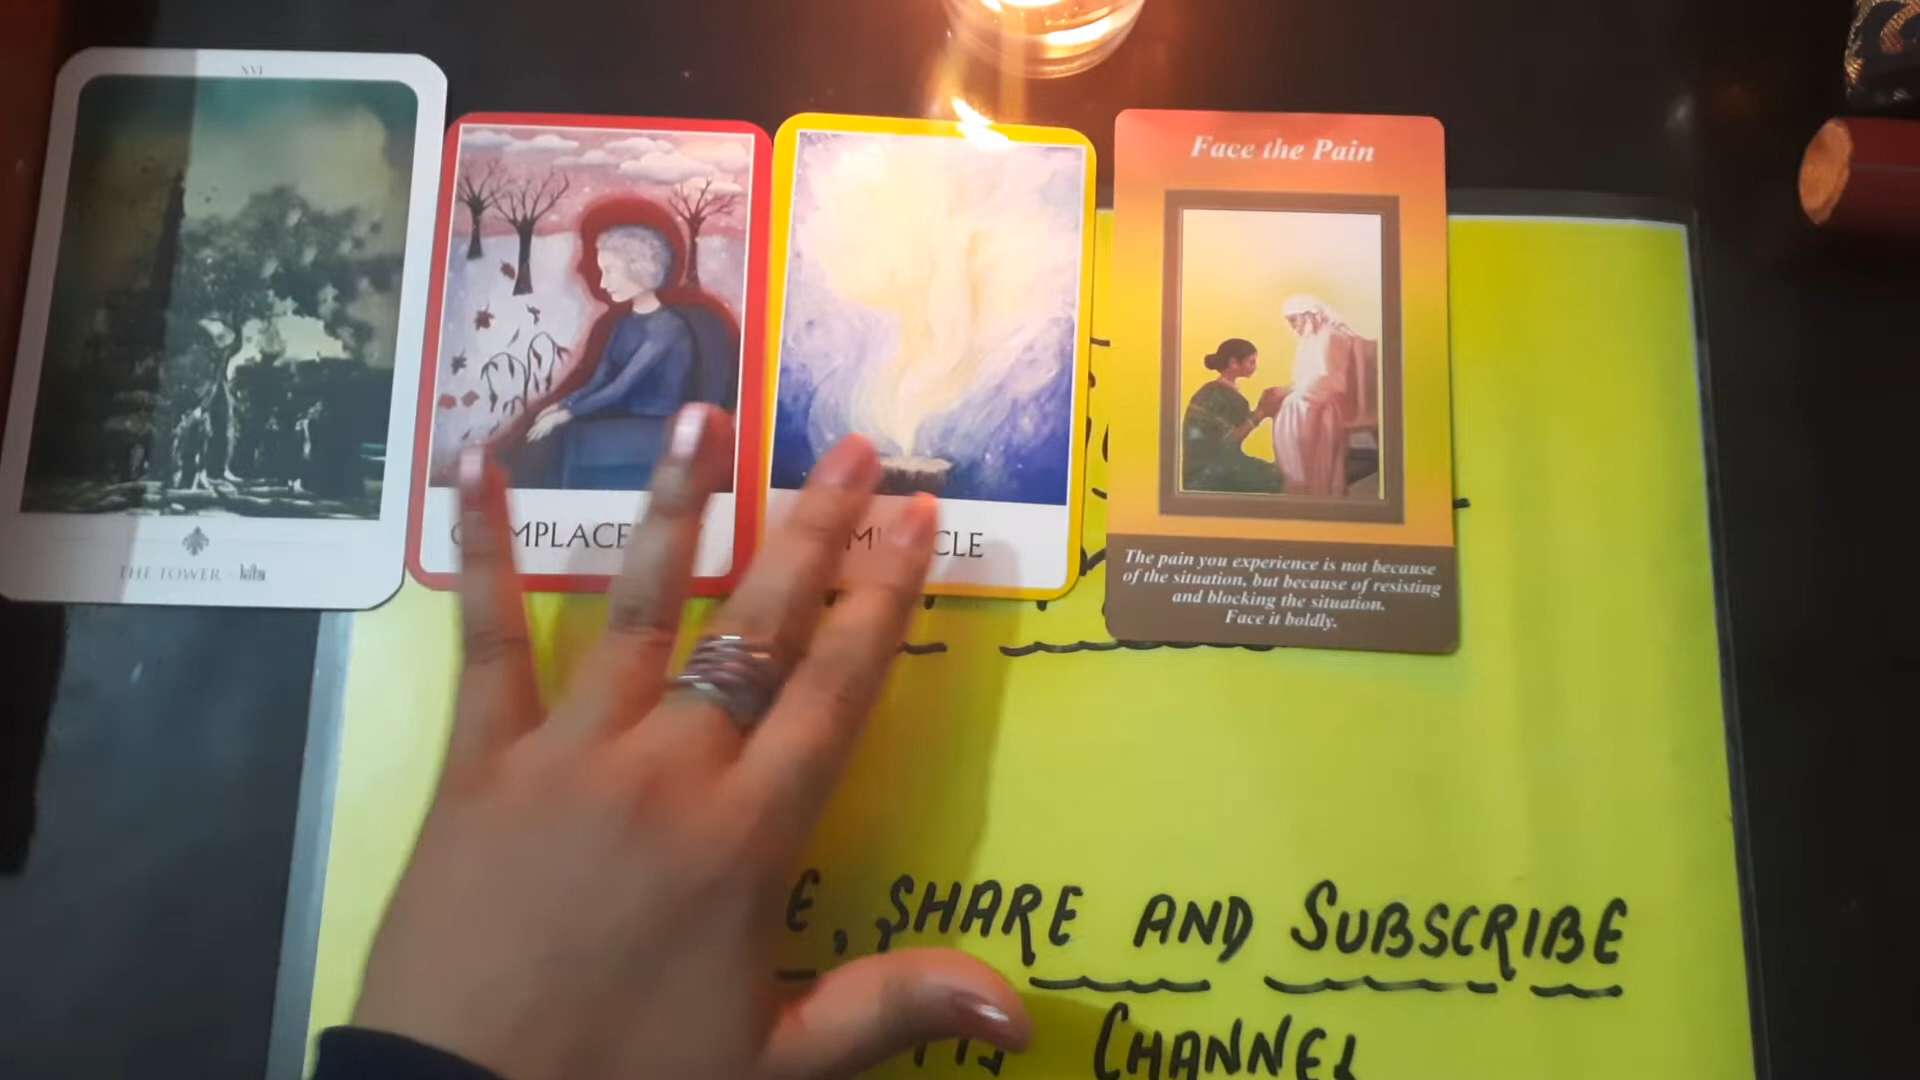 XVI
THE TOWER
MIRACLE
Face the Pain
The pain you experience is not because
of the situation, but because of resisting
and blocking the situation.
Face it boldly.
SHARE AND SUBSCRIBE
CHANNEL